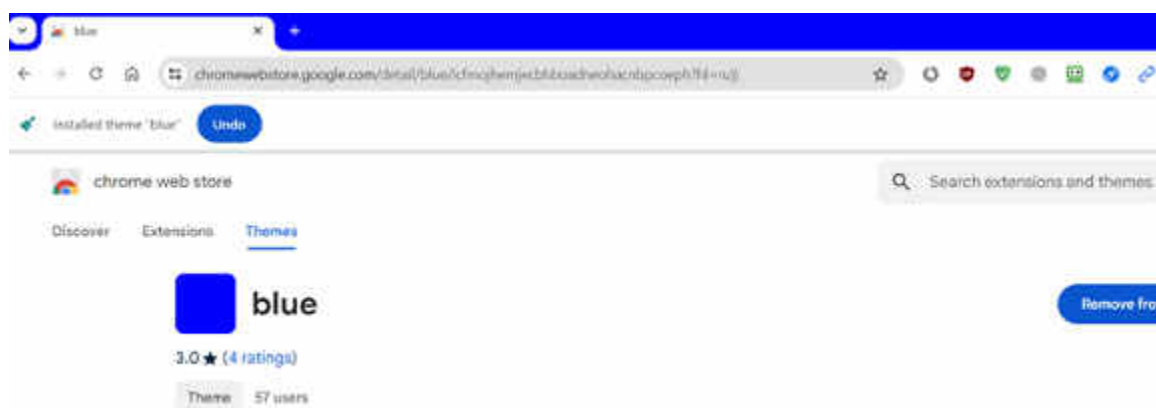 blue
chromewebstore.google.com/detail/blue/
Installed theme "blue" Undo
chrome web store
Search extensions and themes
Discover Extensions Themes
blue
Remove fro
3.0 ★ (4 ratings)
Theme 57 users